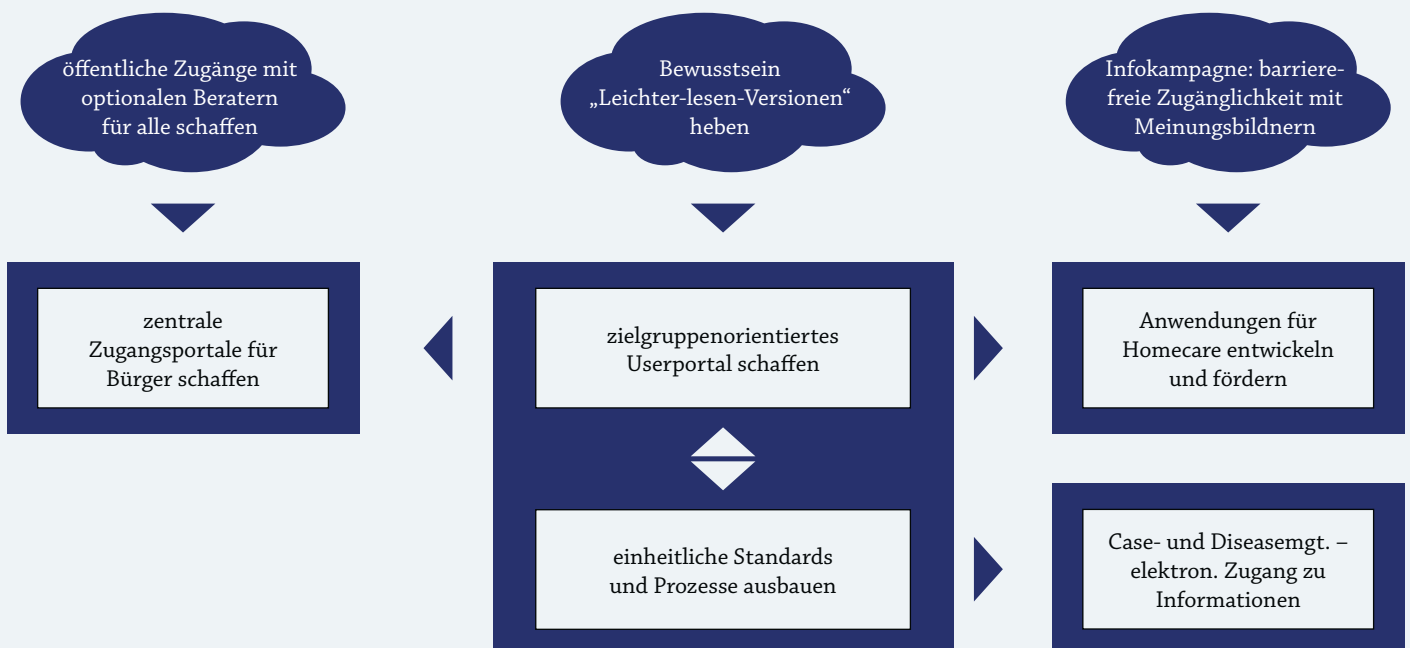 öffentliche Zugänge mit
optionalen Beratern
für alle schaffen
Bewusstsein
„Leichter-lesen-Versionen“
heben
Infokampagne: barriere-
freie Zugänglichkeit mit
Meinungsbildnern
zentrale
Zugangsportale für
Bürger schaffen
zielgruppenorientiertes
Userportal schaffen
Anwendungen für
Homecare entwickeln
und fördern
einheitliche Standards
und Prozesse ausbauen
Case- und Diseasemgt. –
elektron. Zugang zu
Informationen